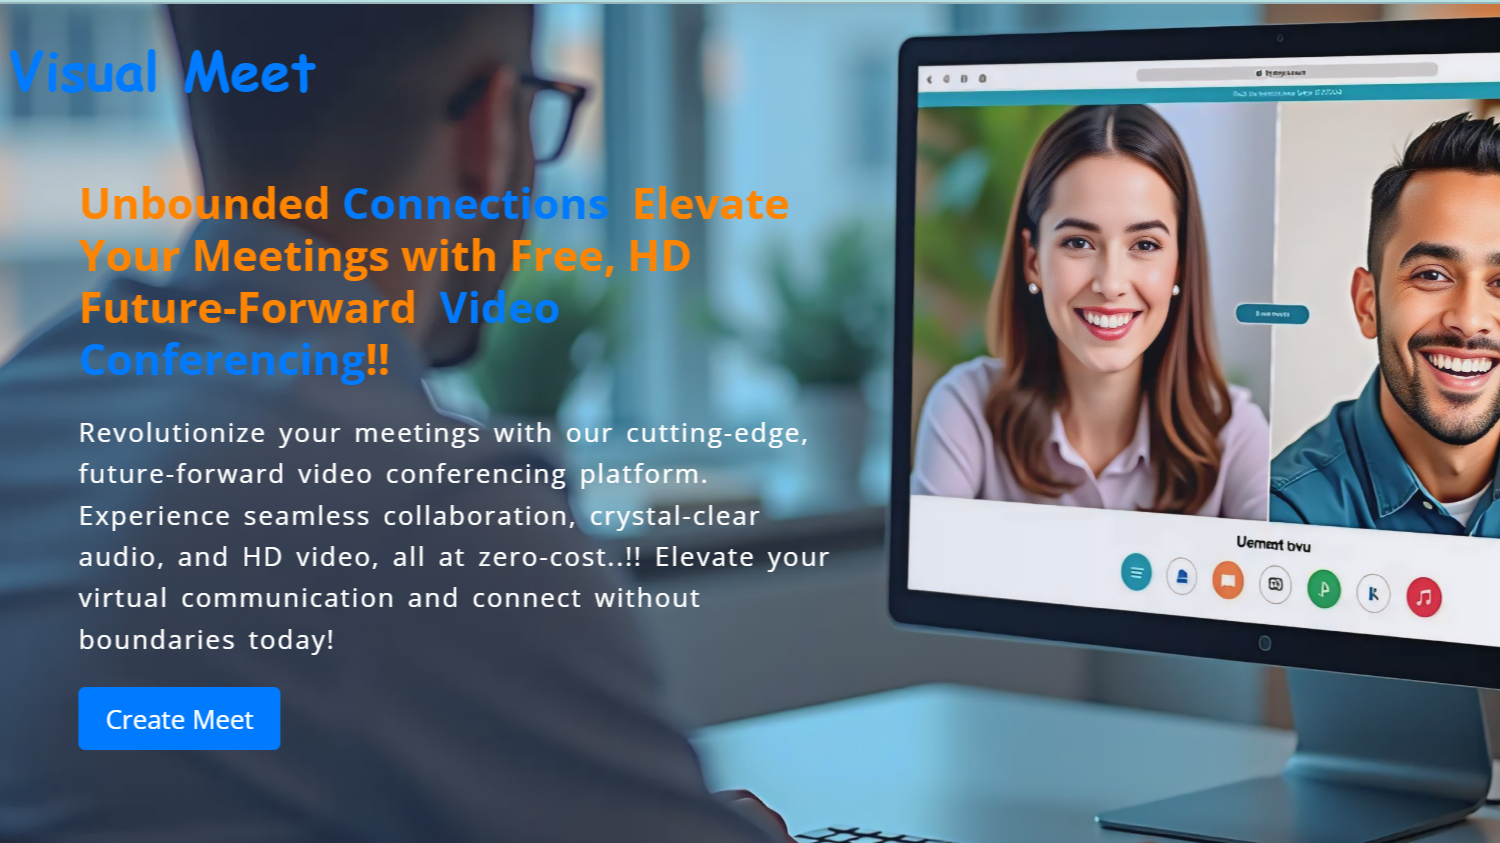 Visual Meet
Unbounded Connections Elevate
Your Meetings with Free, HD
Future-Forward Video
Conferencing!!
Revolutionize your meetings with our cutting-edge,
future-forward video conferencing platform.
Experience seamless collaboration, crystal-clear
audio, and HD video, all at zero-cost..!! Elevate your
virtual communication and connect without
boundaries today!
Create Meet